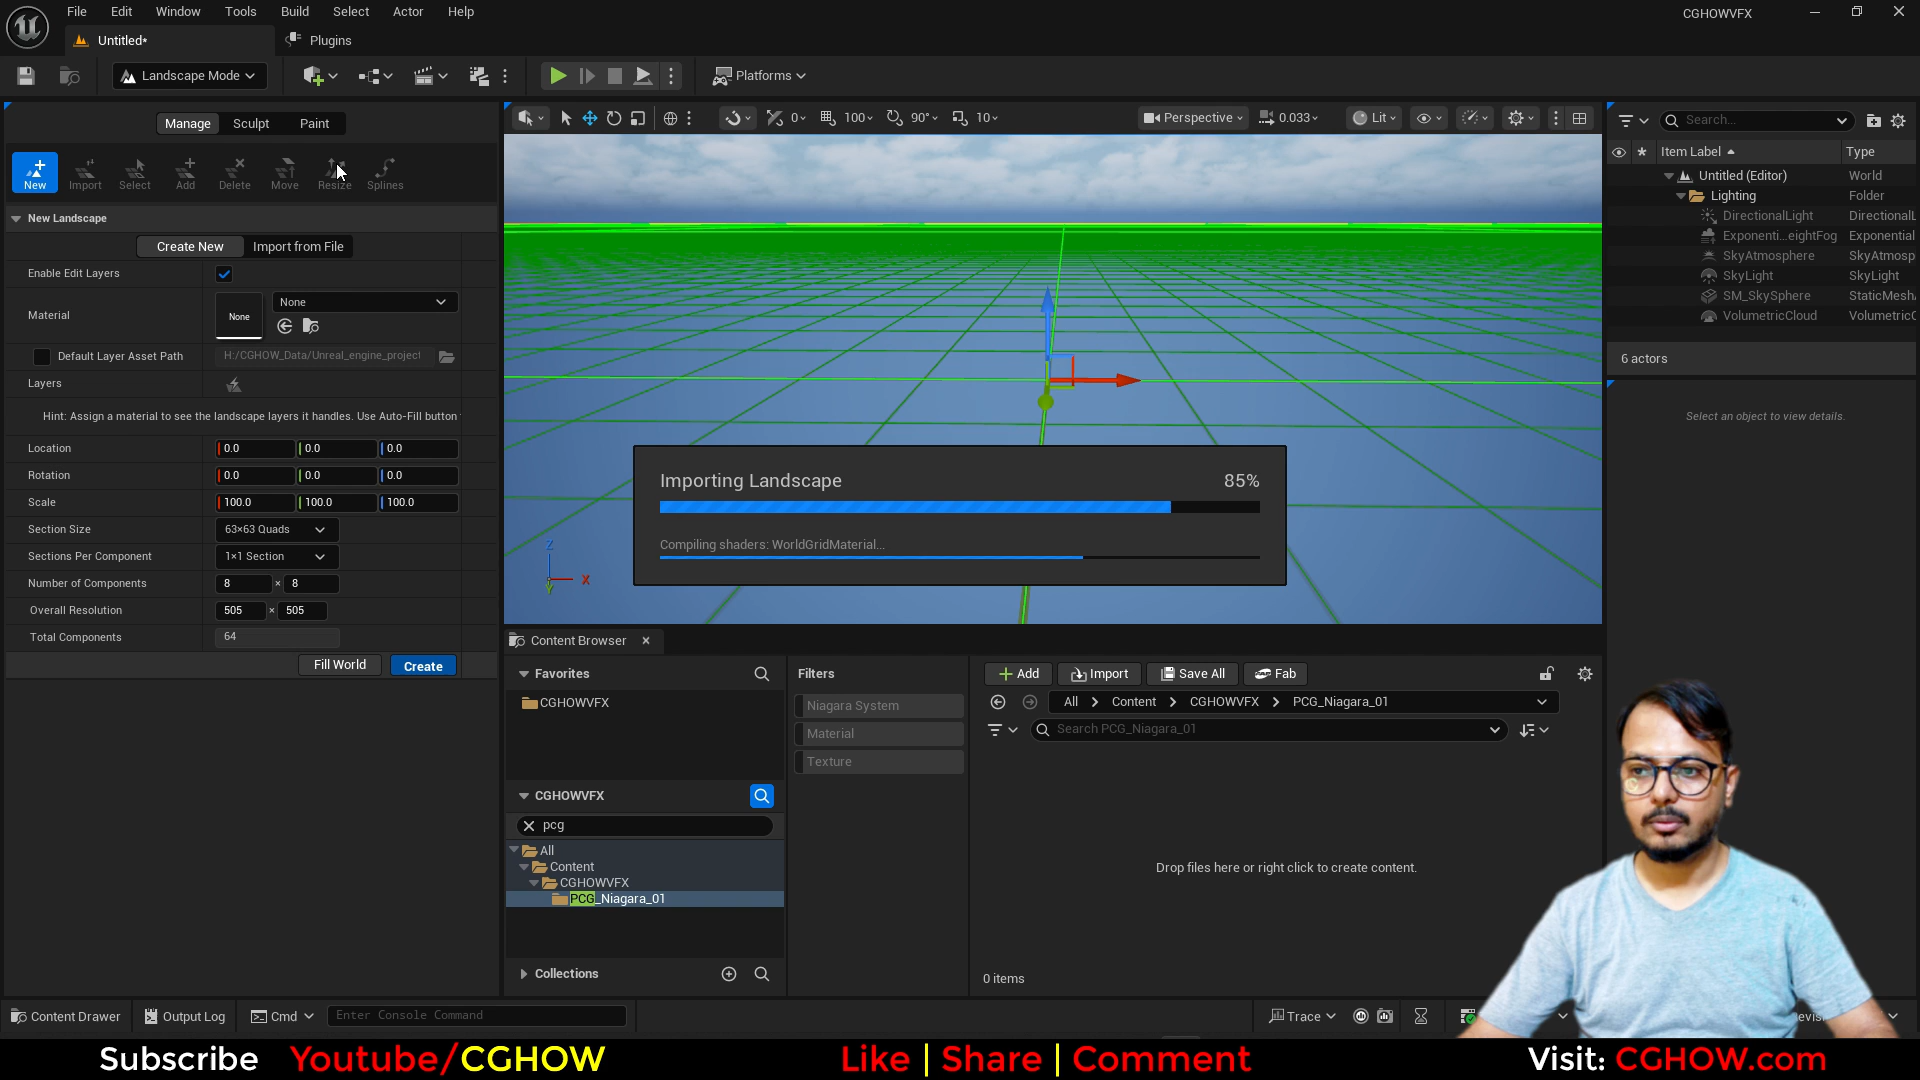 File Edit Window Tools Build Select Actor Help
CGHOWVFX
Untitled*
Plugins
Landscape Mode
Platforms
Manage Sculpt Paint
New Import Select Add Delete Move Resize Splines
New Landscape
Create New Import from File
Enable Edit Layers
Material
None
None
Default Layer Asset Path
H:/CGHOW_Data/Unreal_engine_project
Layers
Hint: Assign a material to see the landscape layers it handles. Use Auto-Fill button
Location 0.0 0.0 0.0
Rotation 0.0 0.0 0.0
Scale 100.0 100.0 100.0
Section Size 63×63 Quads
Sections Per Component 1×1 Section
Number of Components 8 × 8
Overall Resolution 505 × 505
Total Components 64
Fill World Create
0 100 90° 10
Perspective 0.033 Lit
Z
X
Y
Importing Landscape 85%
Compiling shaders: WorldGridMaterial...
Search...
Item Label Type
Untitled (Editor) World
Lighting Folder
DirectionalLight DirectionalL
Exponenti...eightFog Exponential
SkyAtmosphere SkyAtmosp
SkyLight SkyLight
SM_SkySphere StaticMesh
VolumetricCloud VolumetricC
6 actors
Select an object to view details.
Content Browser
Favorites
CGHOWVFX
CGHOWVFX
pcg
All
Content
CGHOWVFX
PCG_Niagara_01
Collections
Filters
Niagara System
Material
Texture
Add Import Save All Fab
All > Content > CGHOWVFX > PCG_Niagara_01
Search PCG_Niagara_01
Drop files here or right click to create content.
0 items
Content Drawer Output Log Cmd Enter Console Command
Trace
Subscribe Youtube/CGHOW Like | Share | Comment Visit: CGHOW.com